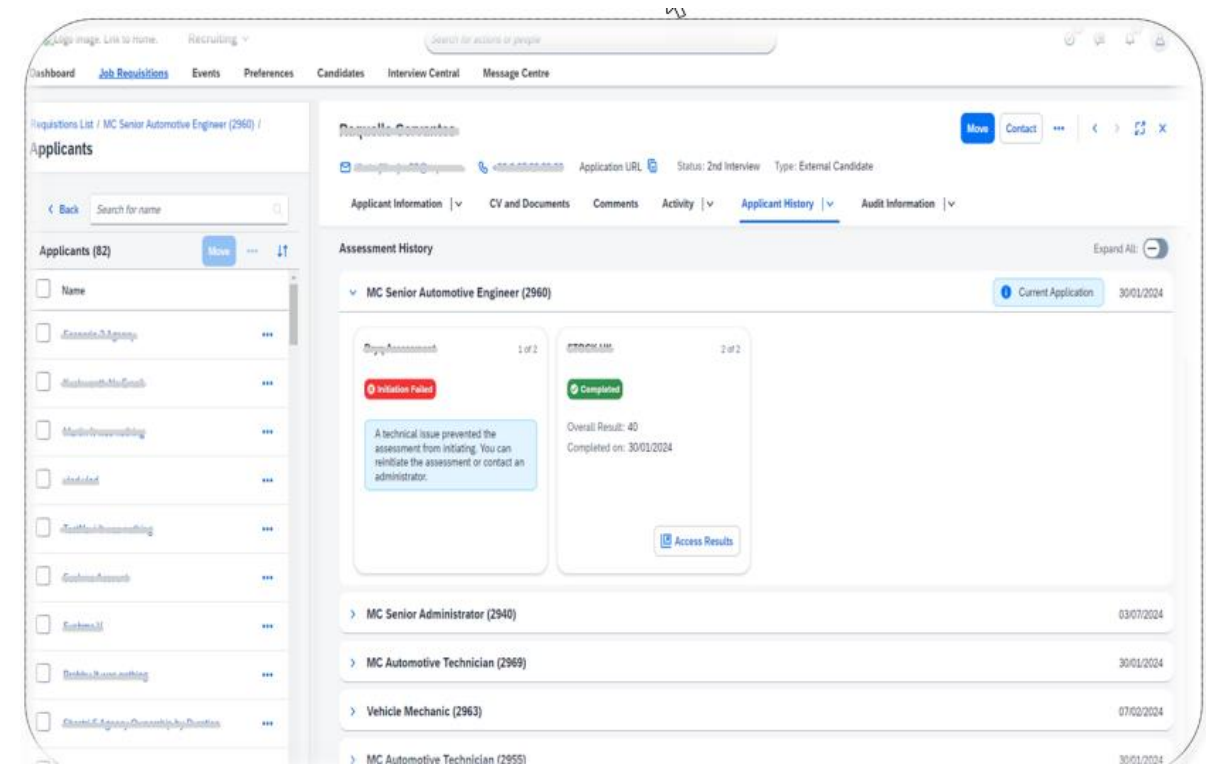 Logo image. Link to Home. Recruiting
Search for actions or people
Dashboard Job Requisitions Events Preferences Candidates Interview Central Message Centre
Requisitions List / MC Senior Automotive Engineer (2960) /
Applicants
Back Search for name
Applicants (82) Move
Name
Move Contact
Application URL Status: 2nd Interview Type: External Candidate
Applicant Information CV and Documents Comments Activity Applicant History Audit Information
Assessment History Expand All:
MC Senior Automotive Engineer (2960) Current Application 30/01/2024
1 of 2
Initiation Failed
A technical issue prevented the
assessment from initiating. You can
reinitiate the assessment or contact an
administrator.
2 of 2
Completed
Overall Result: 40
Completed on: 30/01/2024
Access Results
MC Senior Administrator (2940) 03/07/2024
MC Automotive Technician (2969) 30/01/2024
Vehicle Mechanic (2963) 07/02/2024
MC Automotive Technician (2955) 30/01/2024